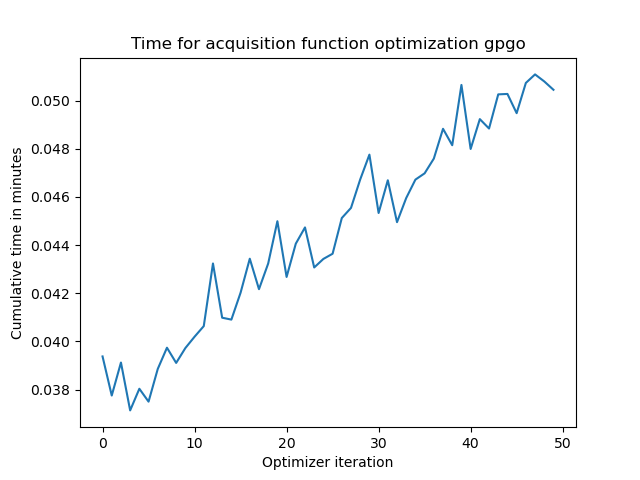 Time for acquisition function optimization gpgo
Cumulative time in minutes
0.050
0.048
0.046
0.044
0.042
0.040
0.038
0 10 20 30 40 50
Optimizer iteration